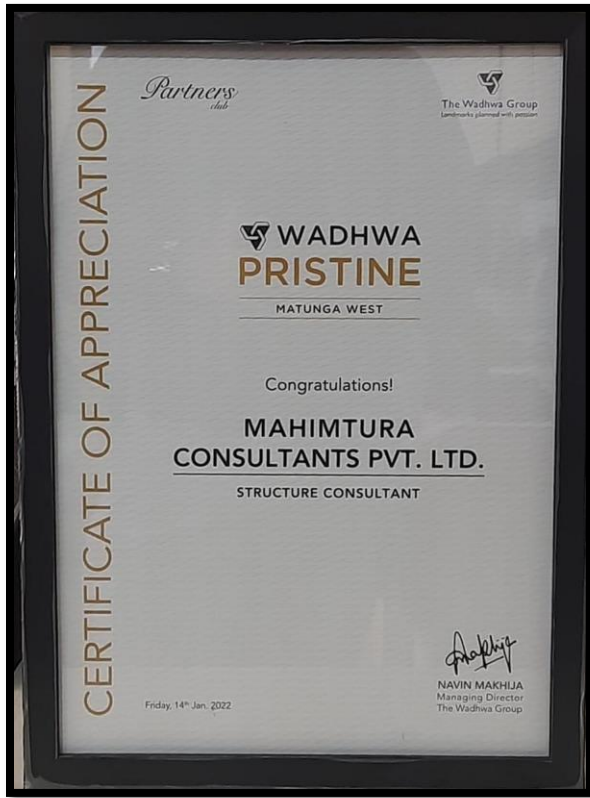 CERTIFICATE OF APPRECIATION
Partners
club
The Wadhwa Group
Landmarks planned with passion
WADHWA
PRISTINE
MATUNGA WEST
Congratulations!
MAHIMTURA
CONSULTANTS PVT. LTD.
STRUCTURE CONSULTANT
Friday, 14th Jan. 2022
NAVIN MAKHIJA
Managing Director
The Wadhwa Group